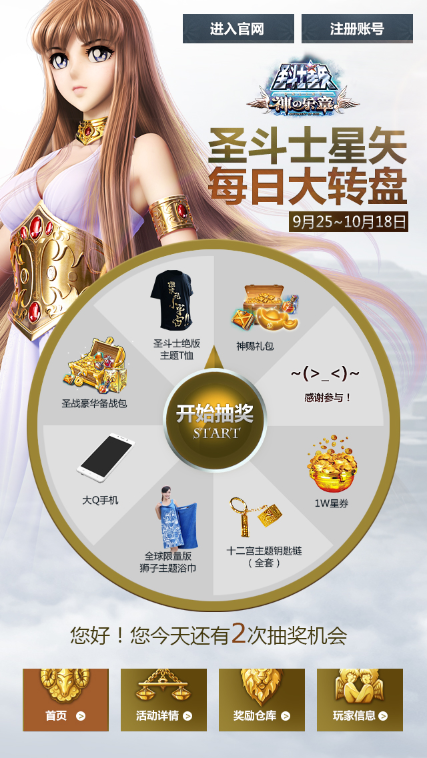 进入官网
注册账号
斗士星矢
神の乐章
圣斗士星矢
每日大转盘
9月25~10月18日
圣斗士绝版
主题T恤
神赐礼包
圣战豪华备战包
~(>_<)~
感谢参与！
开始抽奖
START
大Q手机
1W星券
全球限量版
狮子主题浴巾
十二宫主题钥匙链
（全套）
您好！您今天还有2次抽奖机会
首页
活动详情
奖励仓库
玩家信息